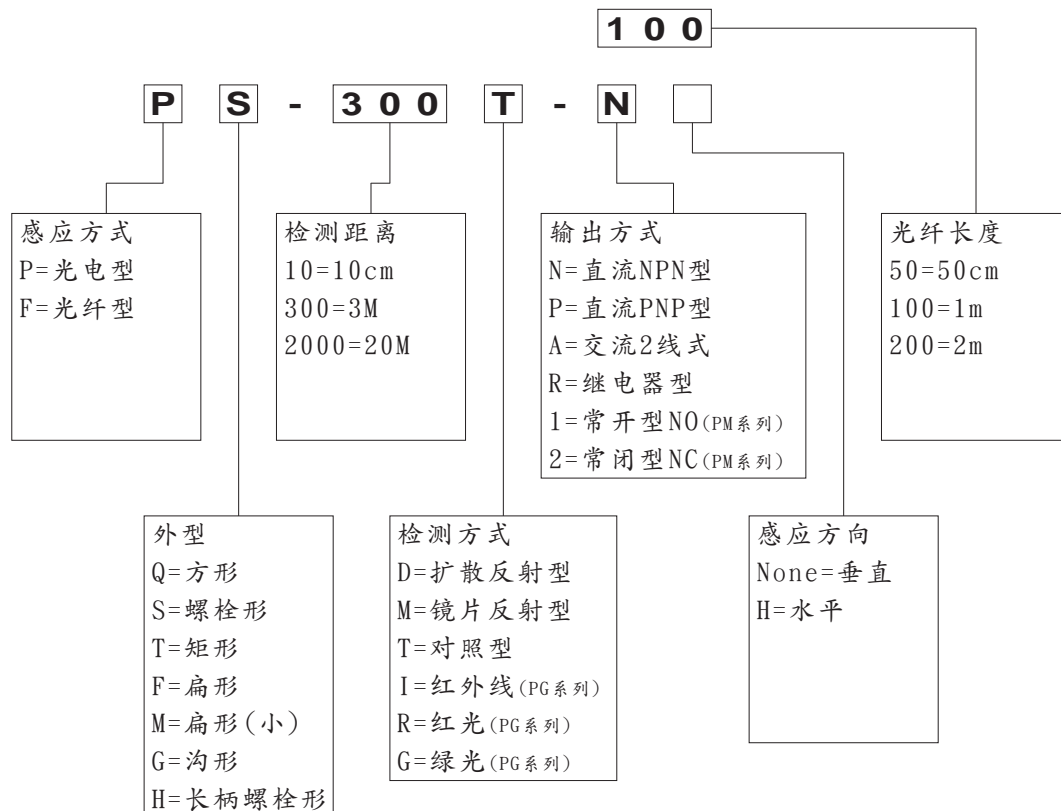 100
PS-300T-N
感应方式
P=光电型
F=光纤型
检测距离
10=10cm
300=3M
2000=20M
输出方式
N=直流NPN型
P=直流PNP型
A=交流2线式
R=继电器型
1=常开型NO(PM系列)
2=常闭型NC(PM系列)
光纤长度
50=50cm
100=1m
200=2m
外型
Q=方形
S=螺栓形
T=矩形
F=扁形
M=扁形(小)
G=沟形
H=长柄螺栓形
检测方式
D=扩散反射型
M=镜片反射型
T=对照型
I=红外线(PG系列)
R=红光(PG系列)
G=绿光(PG系列)
感应方向
None=垂直
H=水平